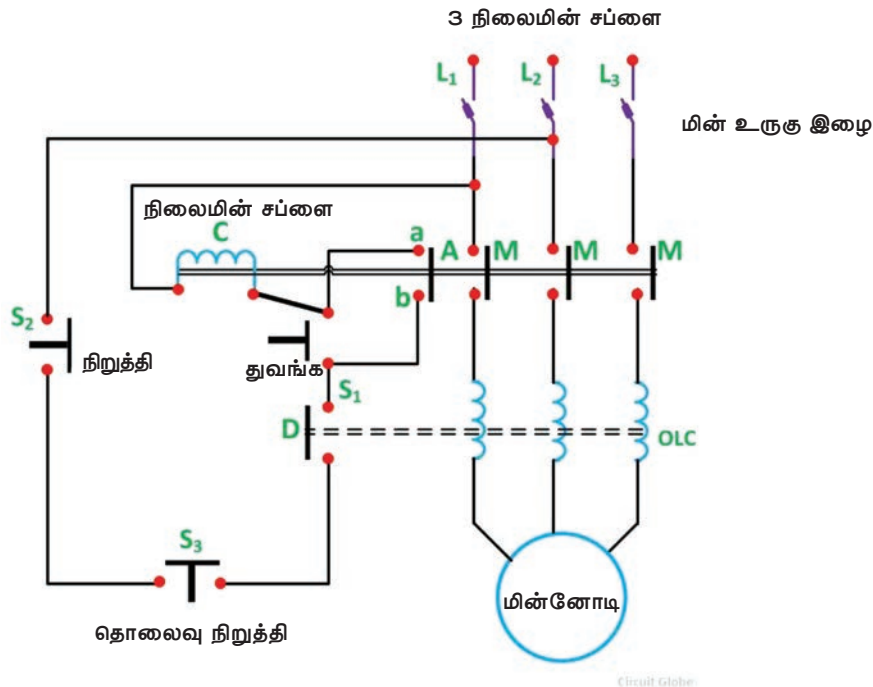 3 நிலைமின் சப்ளை
L₁ L₂ L₃
மின் உருகு இழை
நிலைமின் சப்ளை
C a A M M M
b
S₂
நிறுத்தி
துவங்க
S₁
D
OLC
S₃
மின்னோடி
தொலைவு நிறுத்தி
Circuit Globe